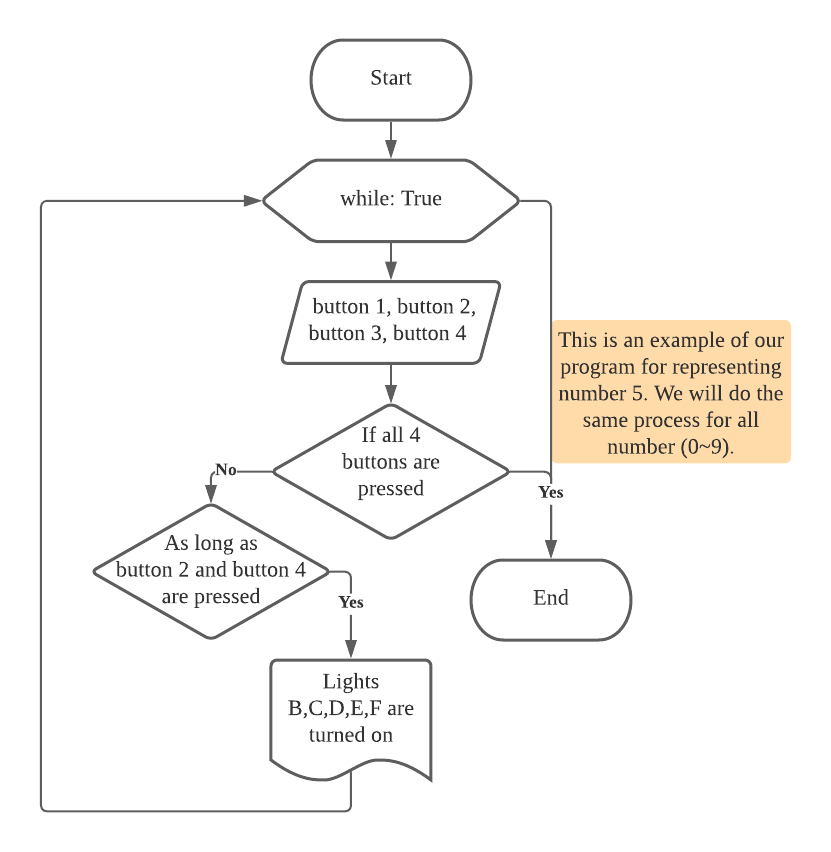 Start
while: True
button 1, button 2,
button 3, button 4
This is an example of our
program for representing
number 5. We will do the
same process for all
number (0~9).
If all 4
buttons are
pressed
No
Yes
As long as
button 2 and button 4
are pressed
Yes
End
Lights
B,C,D,E,F are
turned on